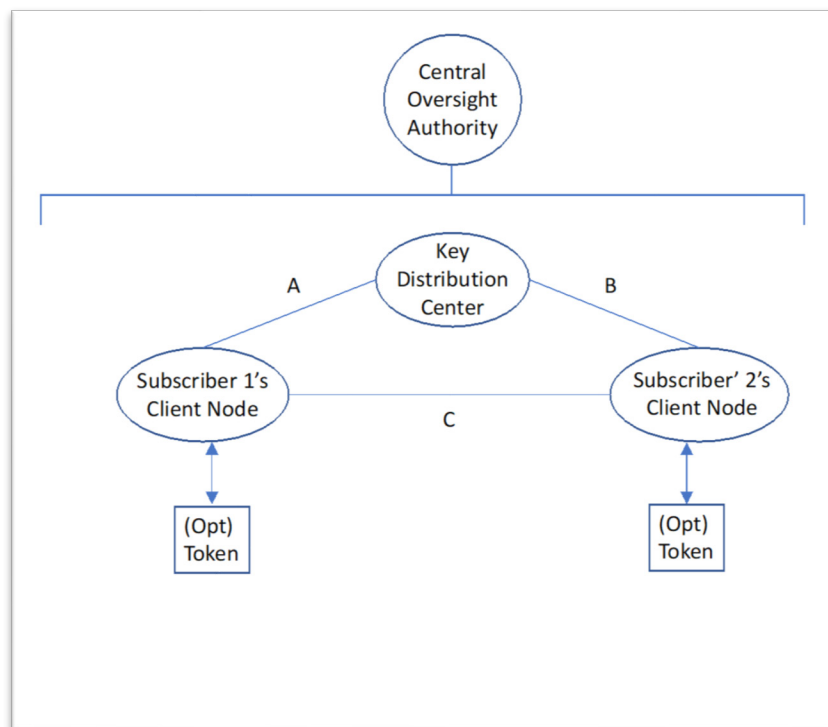 Central
Oversight
Authority
Key
Distribution
Center
A
B
Subscriber 1's
Client Node
Subscriber’ 2’s
Client Node
C
(Opt)
Token
(Opt)
Token